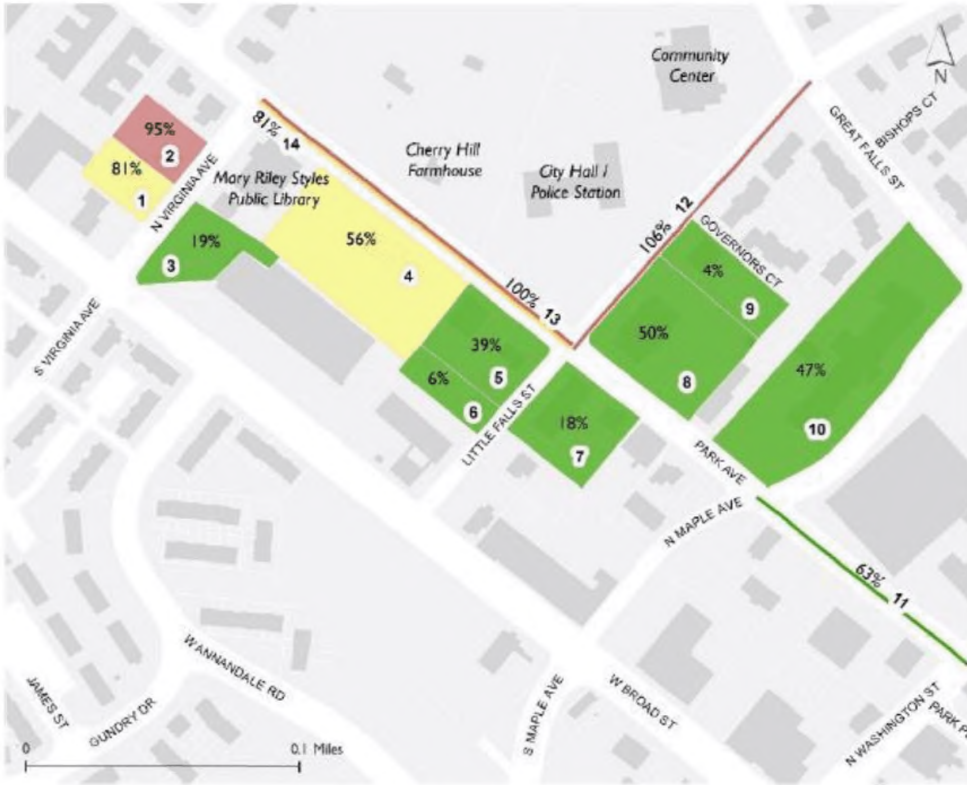 Community
Center
N
GREAT FALLS ST
BISHOPS CT
95%
2
81%
1
N VIRGINIA AVE
81% 14
Mary Riley Styles
Public Library
Cherry Hill
Farmhouse
City Hall /
Police Station
106% 12
GOVERNORS CT
19%
3
56%
4
100% 13
4%
9
50%
8
39%
5
6%
6
47%
10
S VIRGINIA AVE
LITTLE FALLS ST
18%
7
PARK AVE
N MAPLE AVE
63% 11
W ANNANDALE RD
JAMES ST
GUNDRY DR
S MAPLE AVE
W BROAD ST
N WASHINGTON ST
0
0.1 Miles